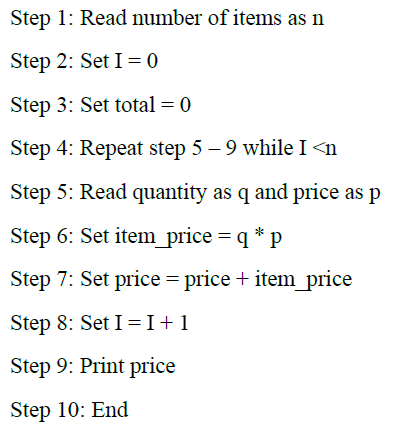 Step 1: Read number of items as n
Step 2: Set I = 0
Step 3: Set total = 0
Step 4: Repeat step 5 – 9 while I <n
Step 5: Read quantity as q and price as p
Step 6: Set item_price = q * p
Step 7: Set price = price + item_price
Step 8: Set I = I + 1
Step 9: Print price
Step 10: End